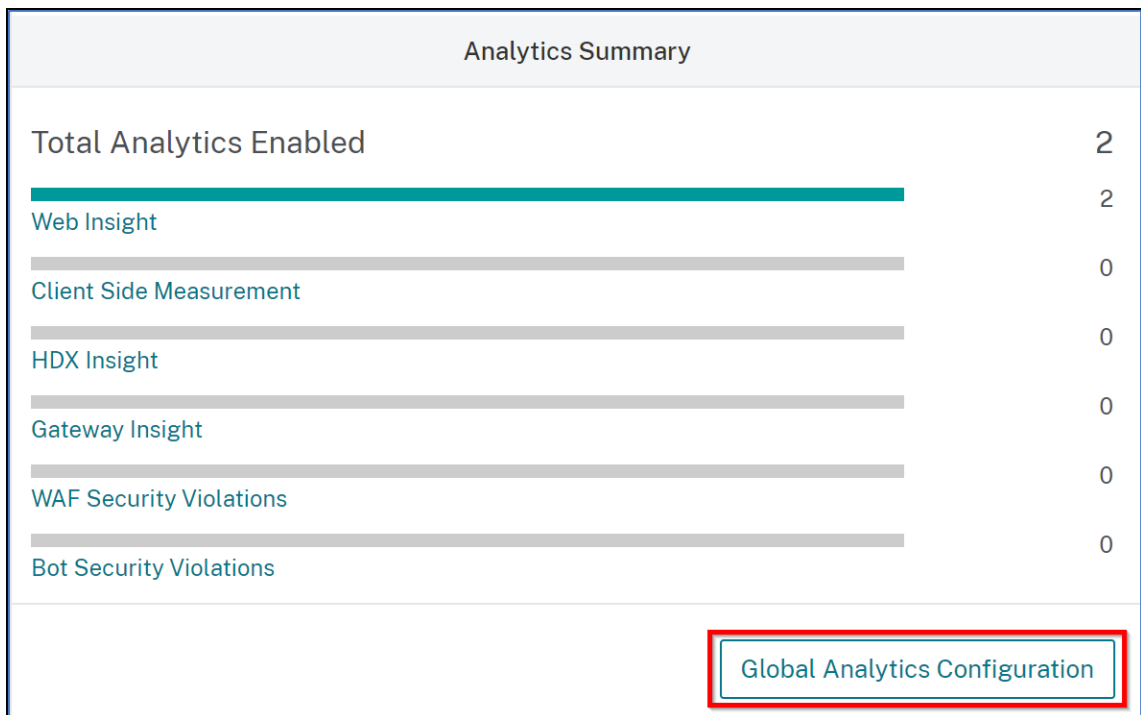 Analytics Summary
Total Analytics Enabled 2
2
Web Insight
0
Client Side Measurement
0
HDX Insight
0
Gateway Insight
0
WAF Security Violations
0
Bot Security Violations
Global Analytics Configuration